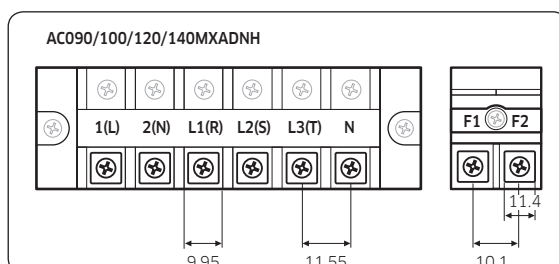 AC090/100/120/140MXADNH
1(L) 2(N) L1(R) L2(S) L3(T) N
F1 F2
11.4
9.95 11.55 10.1